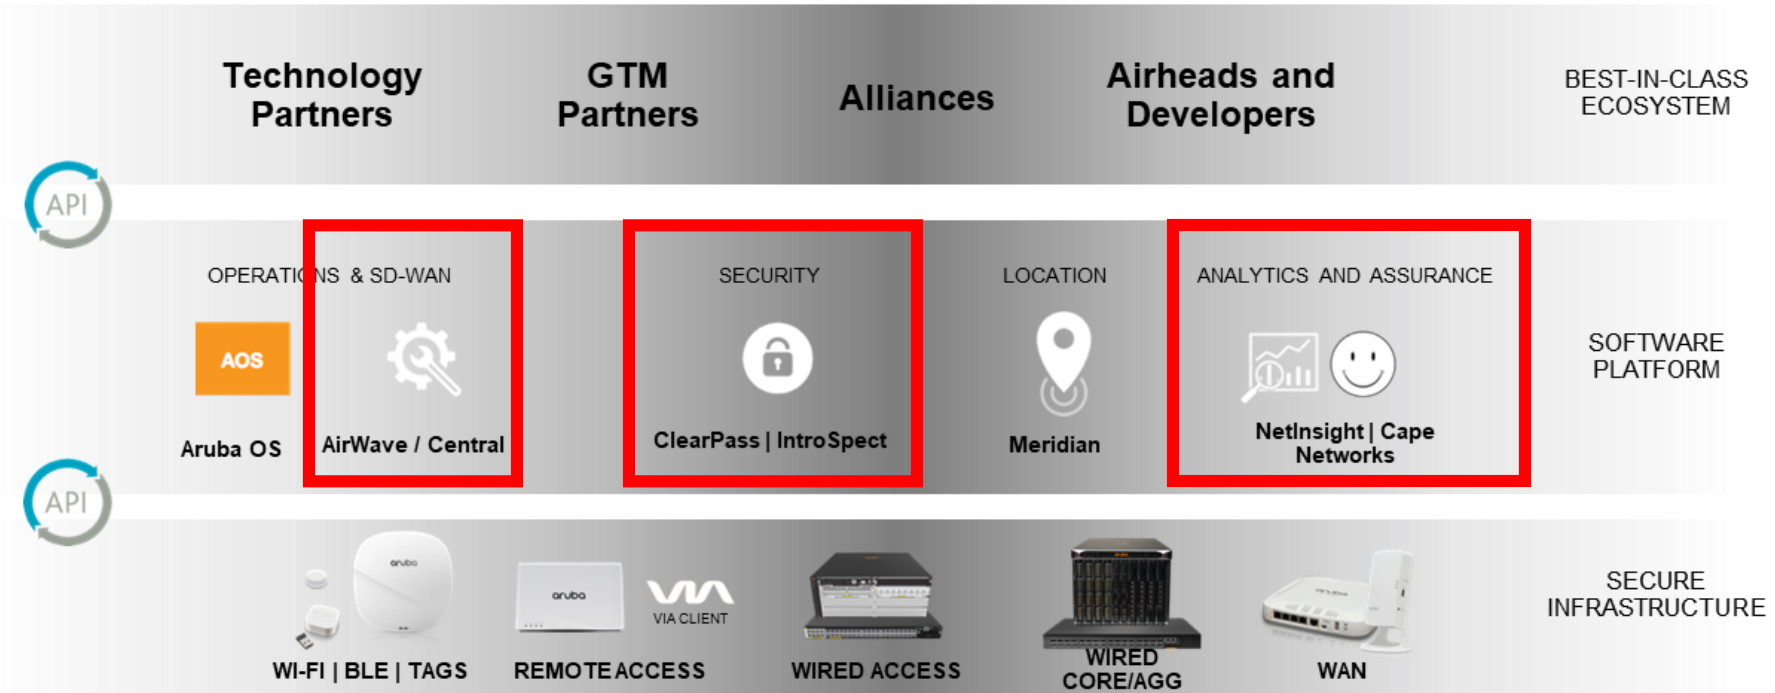 Technology
Partners
GTM
Partners
Alliances
Airheads and
Developers
BEST-IN-CLASS
ECOSYSTEM
API
OPERATIONS & SD-WAN
SECURITY
LOCATION
ANALYTICS AND ASSURANCE
AOS
SOFTWARE
PLATFORM
Aruba OS
AirWave / Central
ClearPass | IntroSpect
Meridian
NetInsight | Cape
Networks
API
aruba
aruba
VIA
VIA CLIENT
aruba
SECURE
INFRASTRUCTURE
WI-FI | BLE | TAGS
REMOTE ACCESS
WIRED ACCESS
WIRED
CORE/AGG
WAN